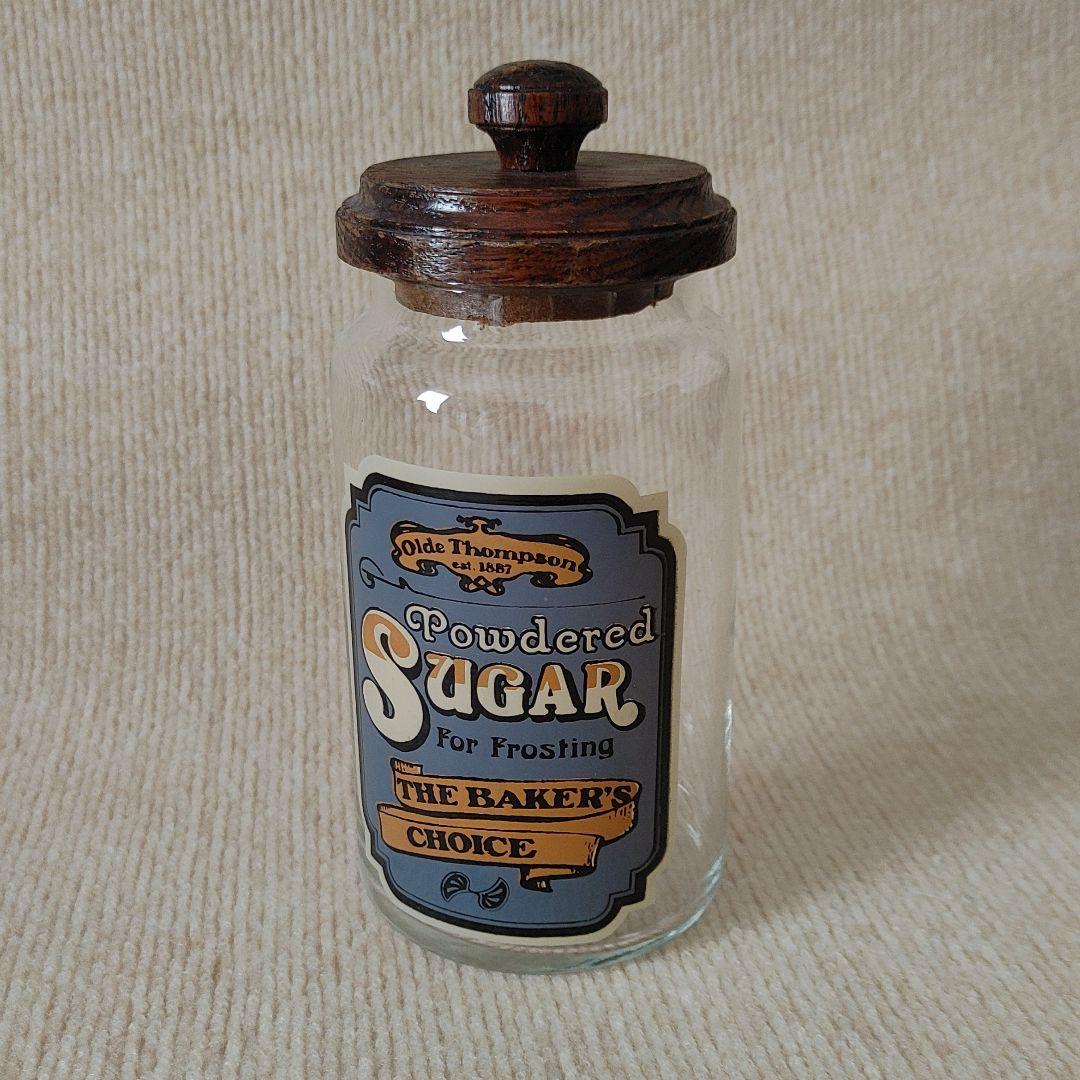 Olde Thompson
est. 1887
Powdered
SUGAR
For Frosting
THE BAKER'S
CHOICE